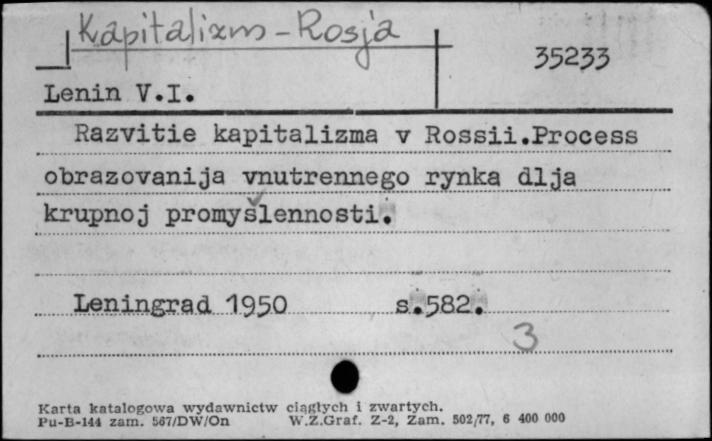 Kapitalizm - Rosja
35233
Lenin V.I.
Razvitie kapitalizma v Rossii.Process
obrazovanija vnutrennego rynka dlja
krupnoj promyšlennosti.
Leningrad 1950 s.582.
3
Karta katalogowa wydawnictw ciągłych i zwartych.
Pu-B-144 zam. 567/DW/On W.Z.Graf. Z-2, Zam. 502/77, 6 400 000